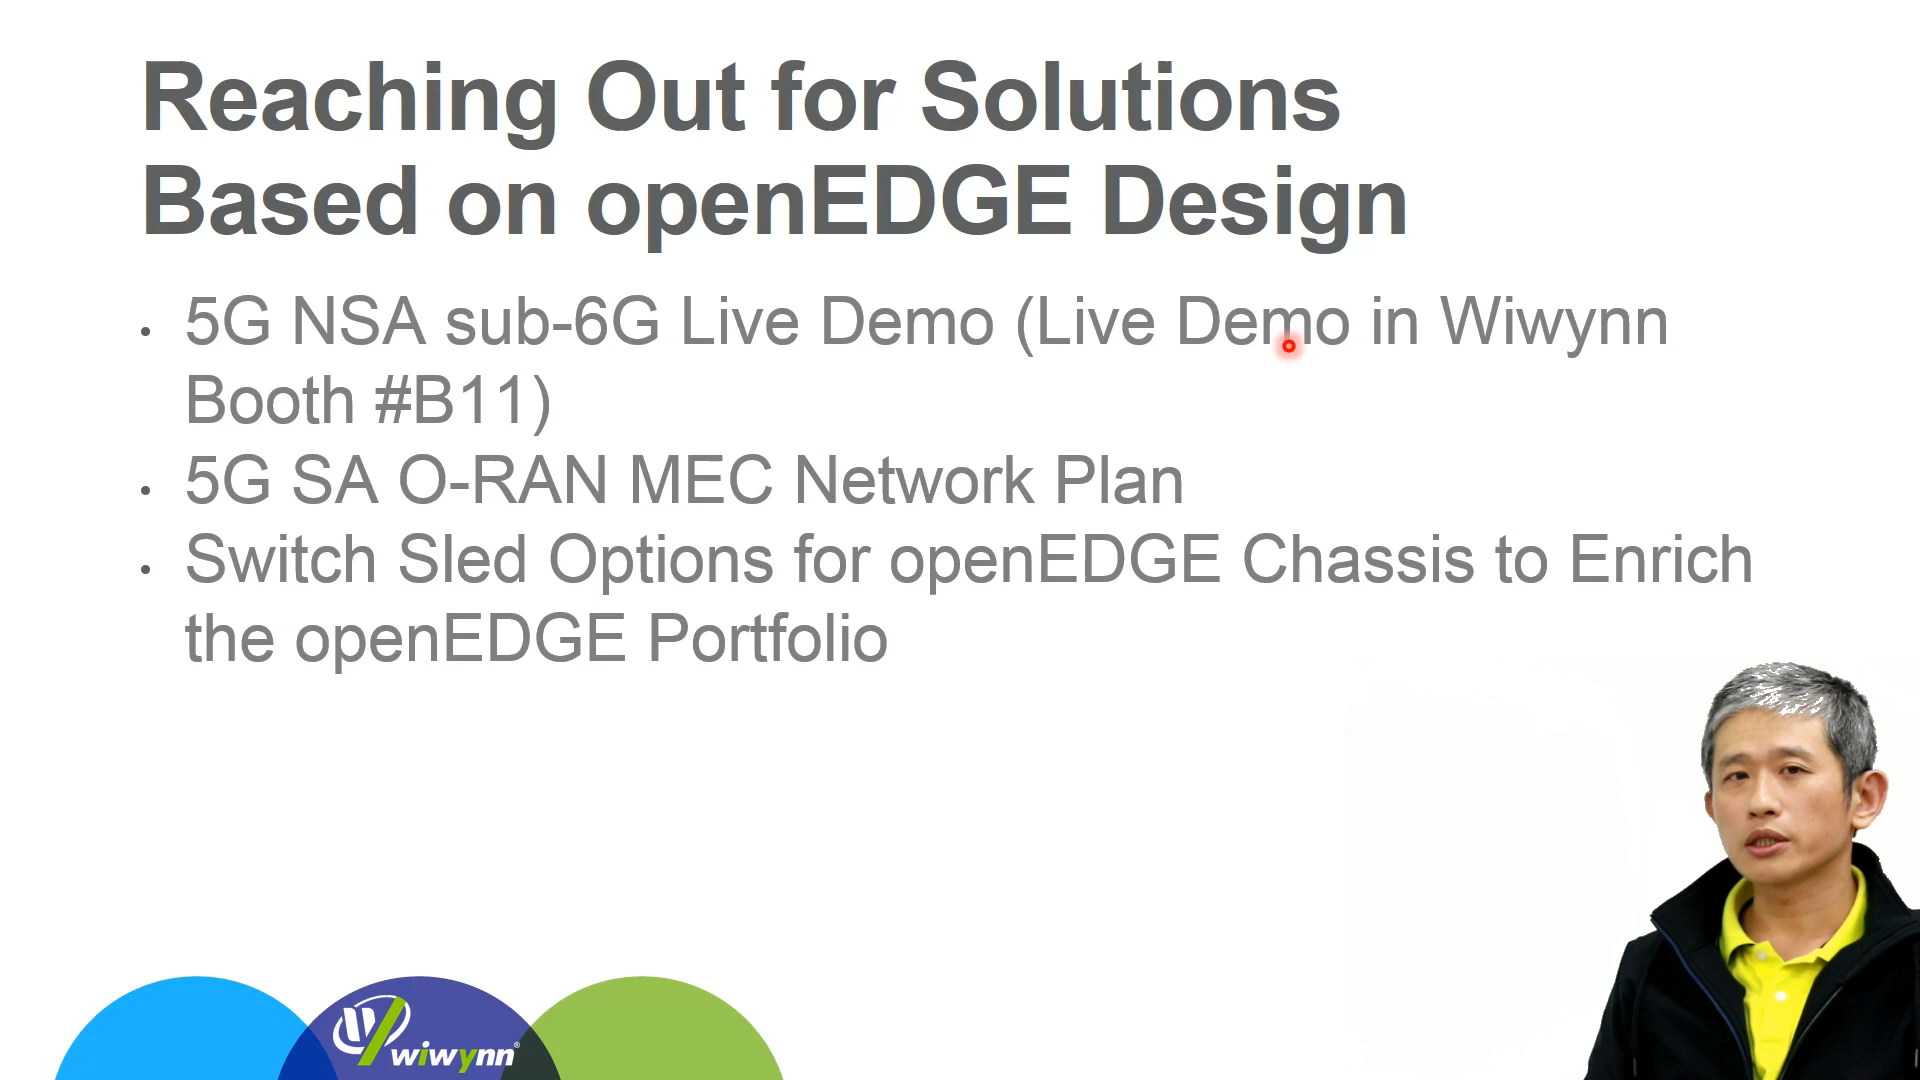 Reaching Out for Solutions
Based on openEDGE Design
• 5G NSA sub-6G Live Demo (Live Demo in Wiwynn
Booth #B11)
• 5G SA O-RAN MEC Network Plan
• Switch Sled Options for openEDGE Chassis to Enrich
the openEDGE Portfolio
wiwynn®